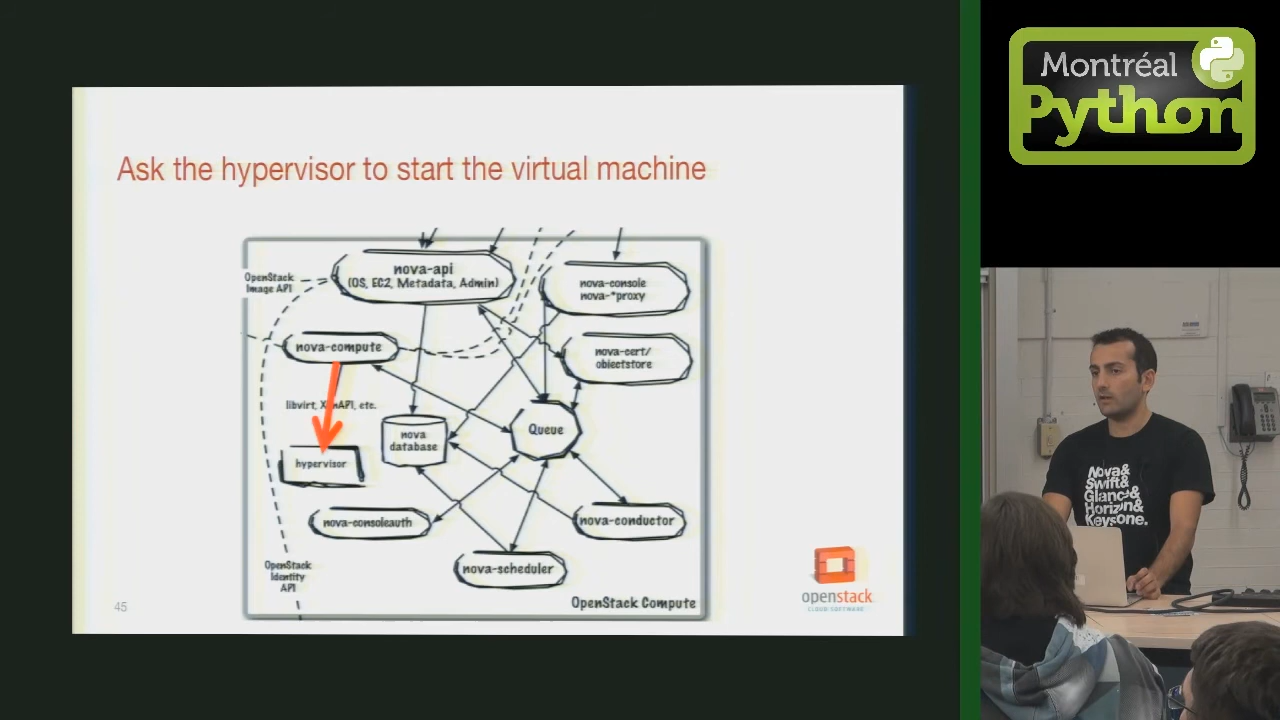 Montréal
Python
Ask the hypervisor to start the virtual machine
nova-api
(OS, EC2, Metadata, Admin)
OpenStack
Image API
nova-console
nova-*proxy
nova-compute
nova-cert/
objectstore
libvirt, XenAPI, etc.
nova
database
Queue
hypervisor
nova-consoleauth
nova-conductor
nova-scheduler
OpenStack
Identity
API
OpenStack Compute
45
openstack
CLOUD SOFTWARE
Nova&
Swift&
Glance&
Horizon&
Keystone.